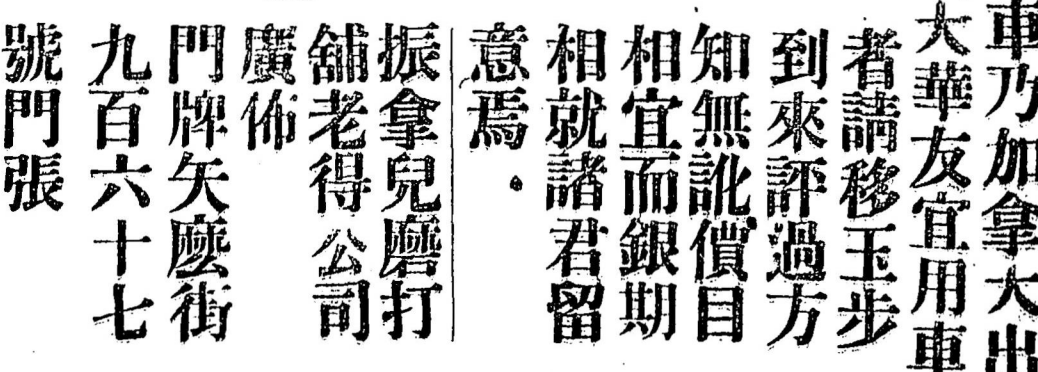 車乃加拿大出
大華友宜用車
者請移玉步
到來評過方
知無訛價目
相宜而銀期
相就諸君留
意焉.
振拿兒磨打
舖老得公司
廣佈
門牌矢麽街
九百六十七
號門張